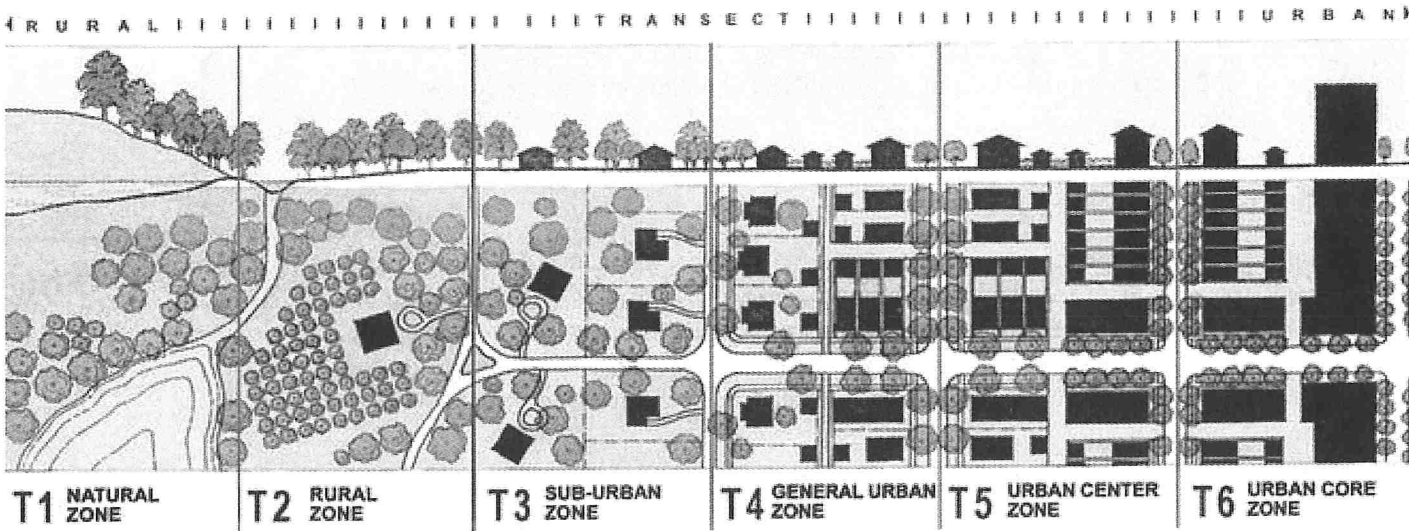 RURAL TRANSECT URBAN
T1 NATURAL
ZONE
T2 RURAL
ZONE
T3 SUB-URBAN
ZONE
T4 GENERAL URBAN
ZONE
T5 URBAN CENTER
ZONE
T6 URBAN CORE
ZONE